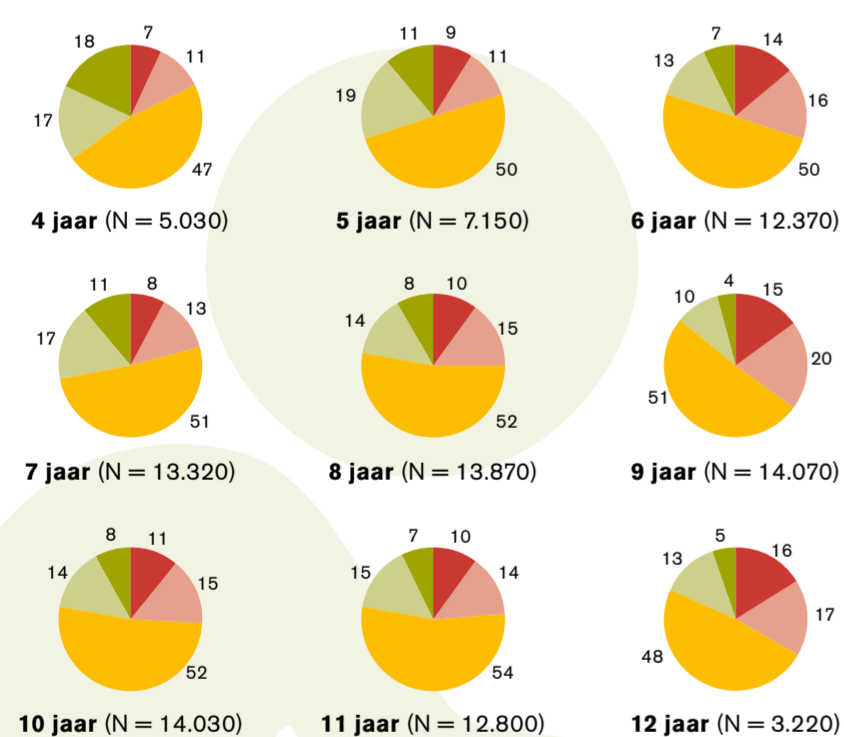 18 7 11 17 47
4 jaar (N = 5.030)
11 9 11 19 50
5 jaar (N = 7.150)
7 14 13 16 50
6 jaar (N = 12.370)
11 8 13 17 51
7 jaar (N = 13.320)
8 10 14 15 52
8 jaar (N = 13.870)
4 15 10 20 51
9 jaar (N = 14.070)
8 11 14 15 52
10 jaar (N = 14.030)
7 10 15 14 54
11 jaar (N = 12.800)
5 16 13 17 48
12 jaar (N = 3.220)